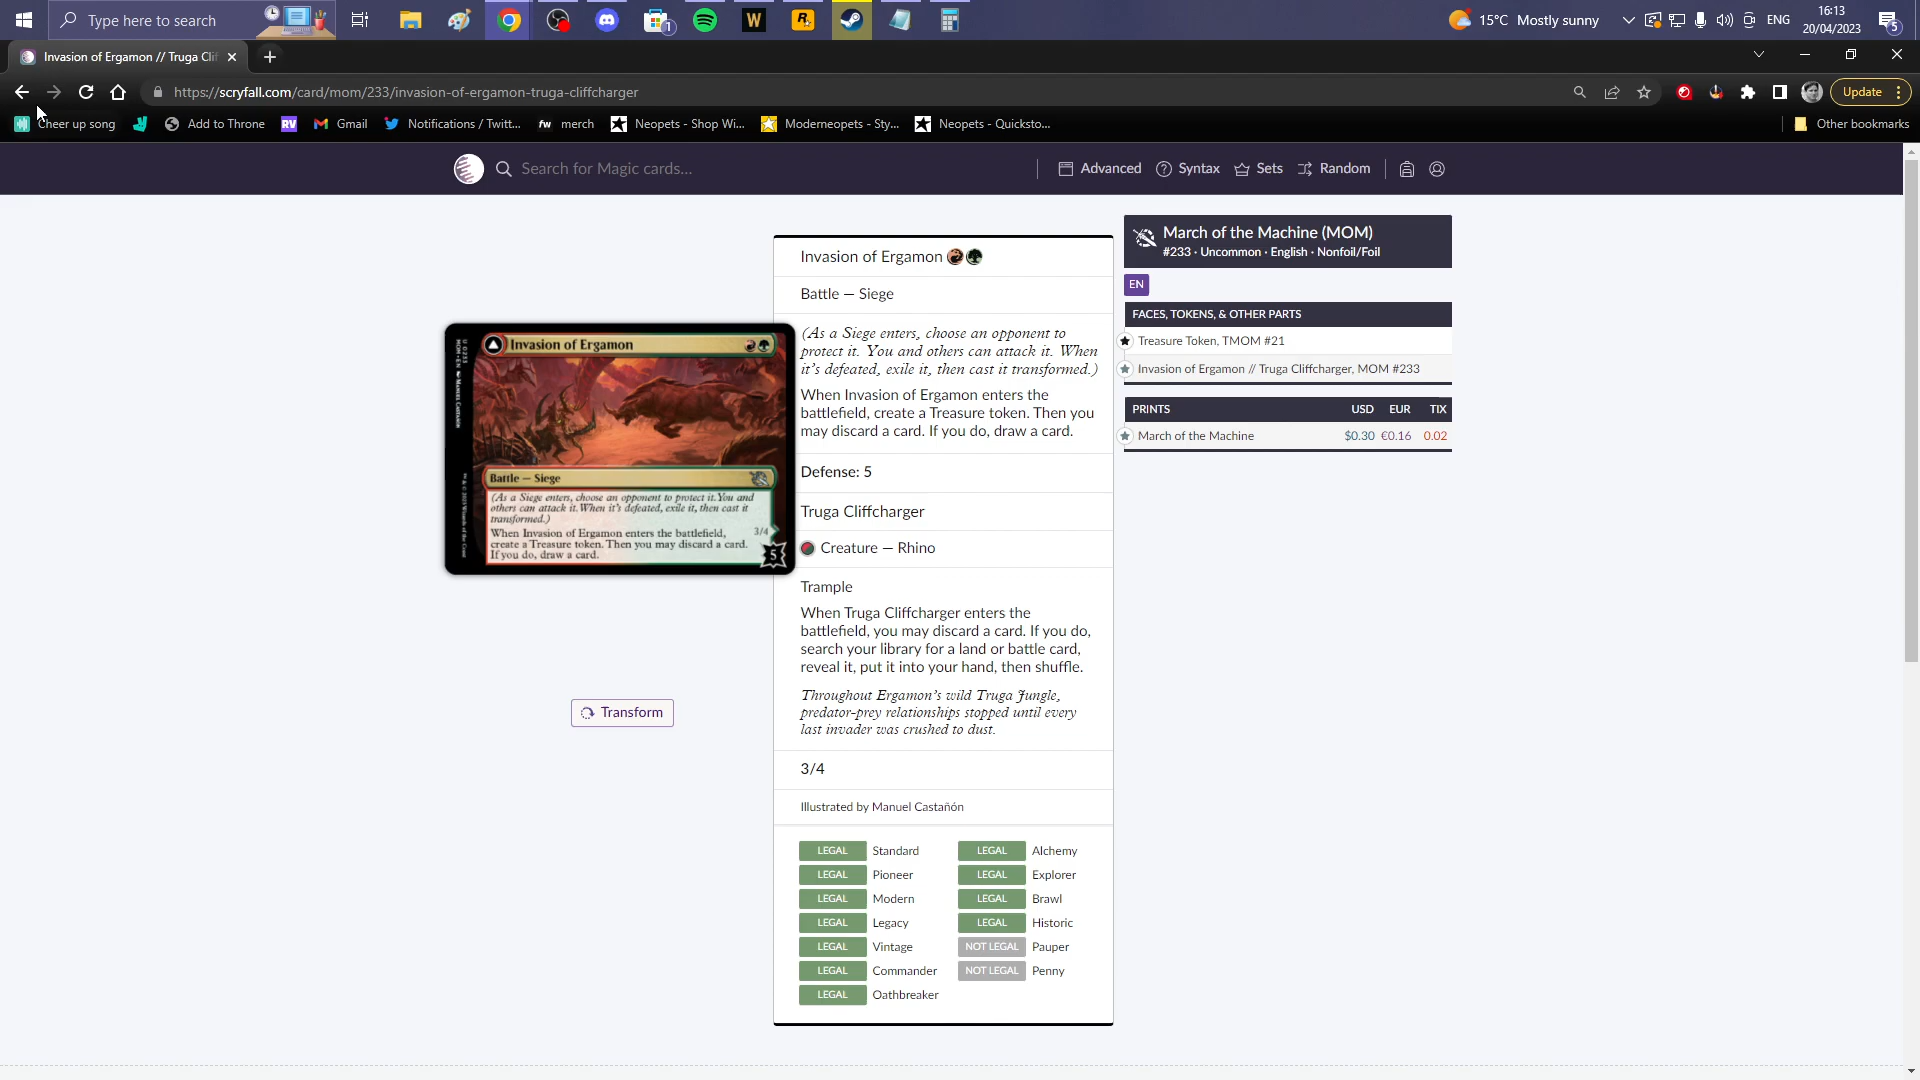 Type here to search
1
15°C Mostly sunny
ENG
16:13
20/04/2023
5
Invasion of Ergamon // Truga Clif
https://scryfall.com/card/mom/233/invasion-of-ergamon-truga-cliffcharger
Update
Cheer up song
Add to Throne
RV
Gmail
Notifications / Twitt...
fw merch
Neopets - Shop Wi...
Moderneopets - Sty...
Neopets - Quicksto...
Other bookmarks
Search for Magic cards...
Advanced
Syntax
Sets
Random
Invasion of Ergamon
Battle — Siege
(As a Siege enters, choose an opponent to
protect it. You and others can attack it. When
it's defeated, exile it, then cast it transformed.)
When Invasion of Ergamon enters the
battlefield, create a Treasure token. Then you
may discard a card. If you do, draw a card.
Defense: 5
Truga Cliffcharger
Creature — Rhino
Trample
When Truga Cliffcharger enters the
battlefield, you may discard a card. If you do,
search your library for a land or battle card,
reveal it, put it into your hand, then shuffle.
Throughout Ergamon's wild Truga Jungle,
predator-prey relationships stopped until every
last invader was crushed to dust.
3/4
Illustrated by Manuel Castañón
LEGAL Standard LEGAL Alchemy
LEGAL Pioneer LEGAL Explorer
LEGAL Modern LEGAL Brawl
LEGAL Legacy LEGAL Historic
LEGAL Vintage NOT LEGAL Pauper
LEGAL Commander NOT LEGAL Penny
LEGAL Oathbreaker
Invasion of Ergamon
Battle — Siege
(As a Siege enters, choose an opponent to protect it. You and
others can attack it. When it's defeated, exile it, then cast it
transformed.)
When Invasion of Ergamon enters the battlefield,
create a Treasure token. Then you may discard a card.
If you do, draw a card.
3/4
5
U 0233
MOM • EN Manuel Castañón
Transform
March of the Machine (MOM)
#233 · Uncommon · English · Nonfoil/Foil
EN
FACES, TOKENS, & OTHER PARTS
Treasure Token, TMOM #21
Invasion of Ergamon // Truga Cliffcharger, MOM #233
PRINTS USD EUR TIX
March of the Machine $0.30 €0.16 0.02